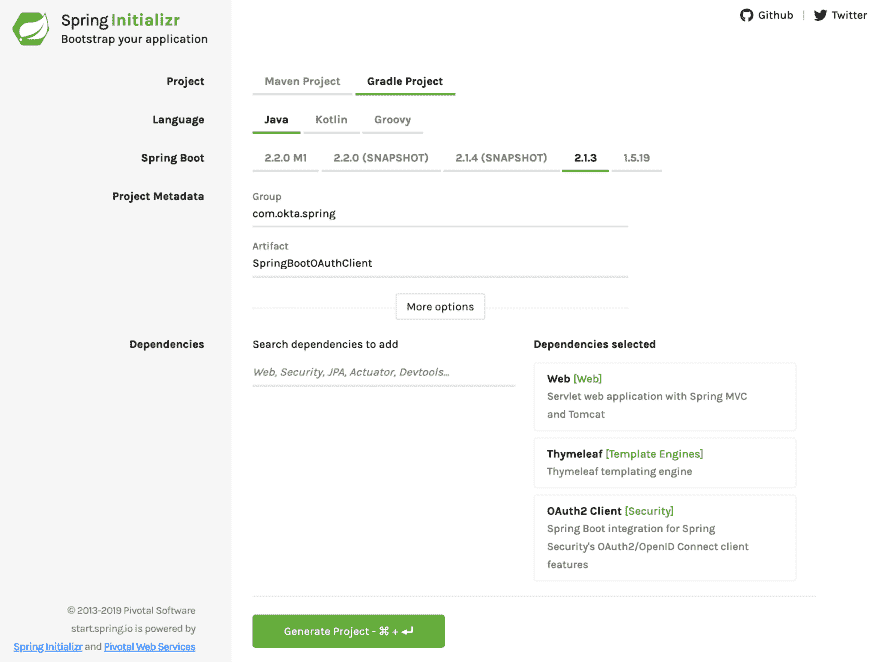 Spring Initializr
Bootstrap your application
Github | Twitter
Project
Maven Project Gradle Project
Language
Java Kotlin Groovy
Spring Boot
2.2.0 M1 2.2.0 (SNAPSHOT) 2.1.4 (SNAPSHOT) 2.1.3 1.5.19
Project Metadata
Group
com.okta.spring
Artifact
SpringBootOAuthClient
More options
Dependencies
Search dependencies to add
Web, Security, JPA, Actuator, Devtools...
Dependencies selected
Web [Web]
Servlet web application with Spring MVC
and Tomcat
Thymeleaf [Template Engines]
Thymeleaf templating engine
OAuth2 Client [Security]
Spring Boot integration for Spring
Security's OAuth2/OpenID Connect client
features
© 2013-2019 Pivotal Software
start.spring.io is powered by
Spring Initializr and Pivotal Web Services
Generate Project - ⌘ + ↵